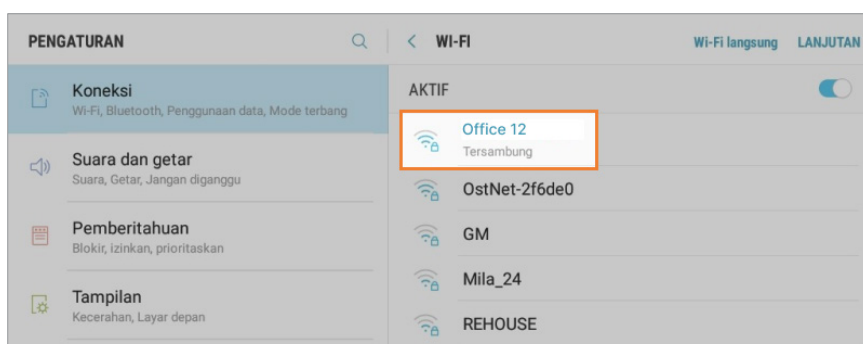 PENGATURAN
Koneksi
Wi-Fi, Bluetooth, Penggunaan data, Mode terbang
Suara dan getar
Suara, Getar, Jangan diganggu
Pemberitahuan
Blokir, izinkan, prioritaskan
Tampilan
Kecerahan, Layar depan
WI-FI Wi-Fi langsung LANJUTAN
AKTIF
Office 12
Tersambung
OstNet-2f6de0
GM
Mila_24
REHOUSE